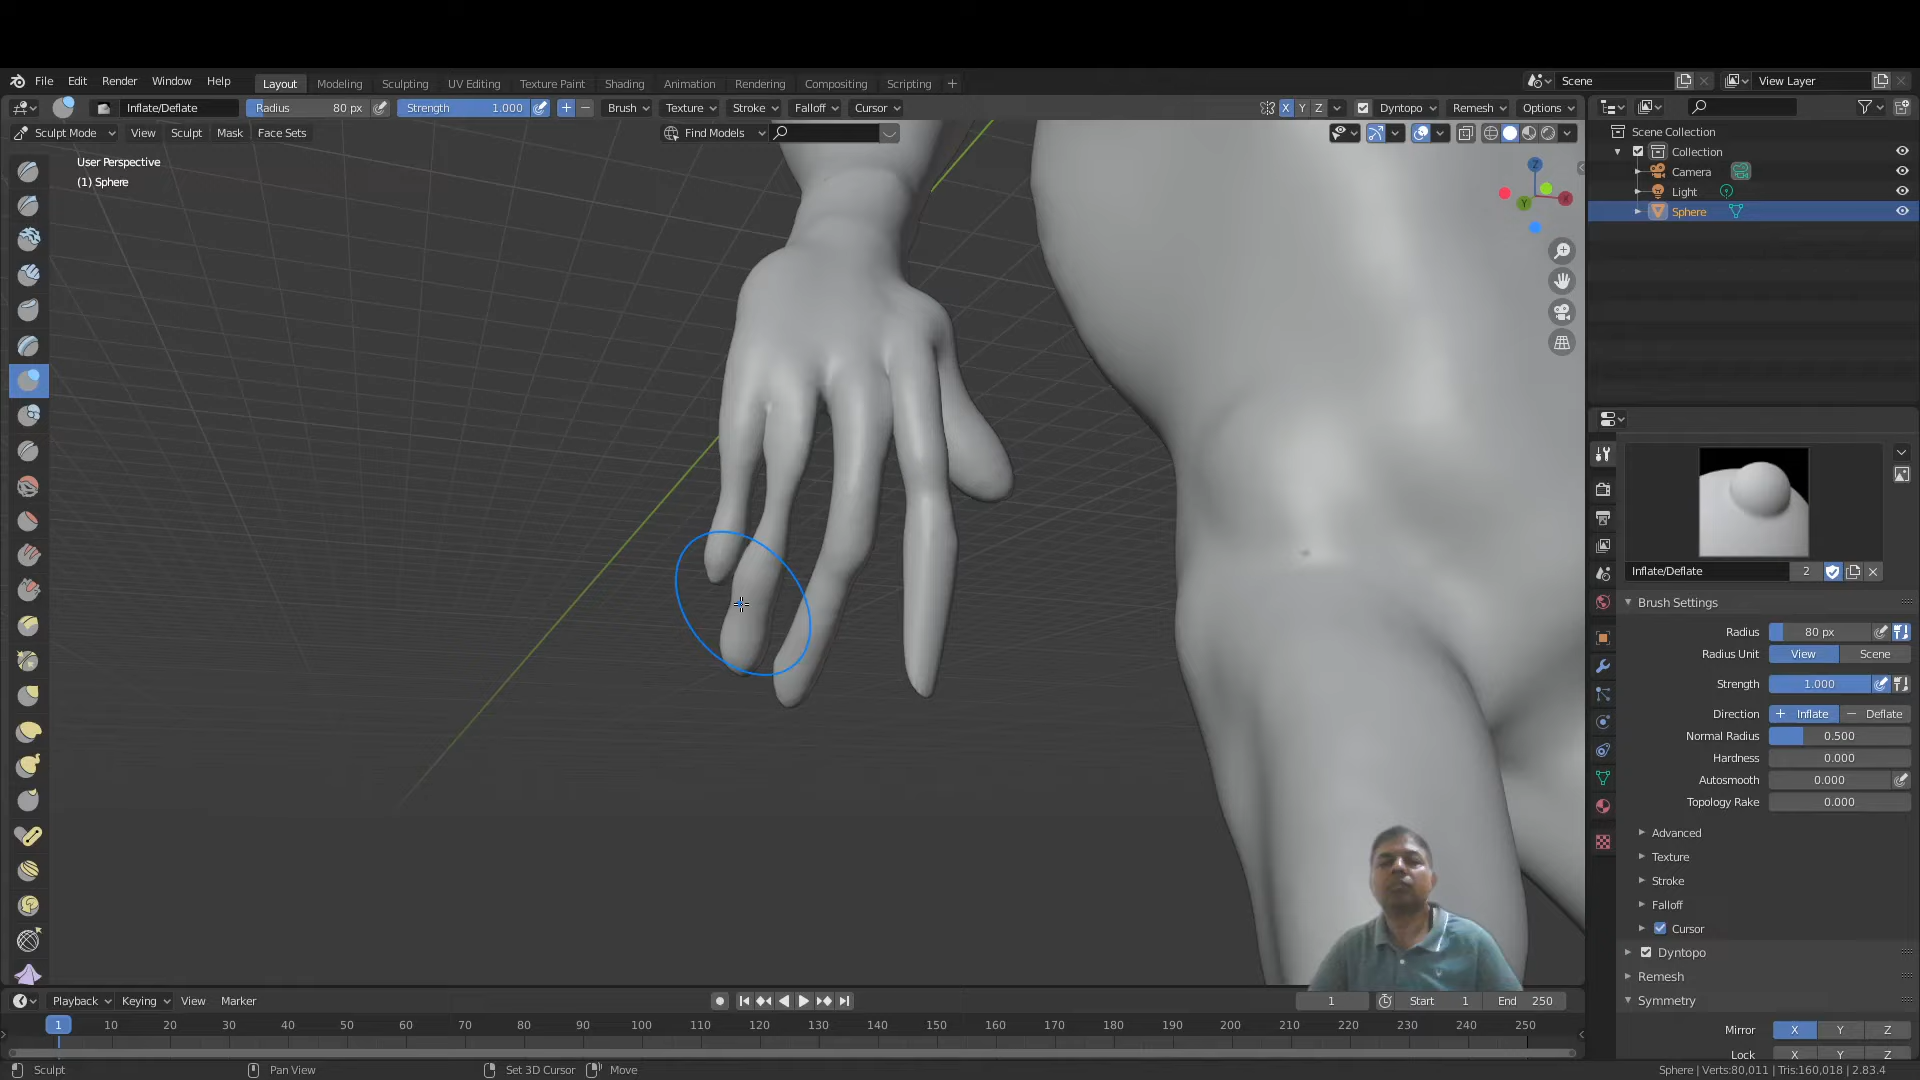 File Edit Render Window Help Layout Modeling Sculpting UV Editing Texture Paint Shading Animation Rendering Compositing Scripting + Scene View Layer
Inflate/Deflate Radius 80 px Strength 1.000 + − Brush Texture Stroke Falloff Cursor X Y Z Dyntopo Remesh Options
Sculpt Mode View Sculpt Mask Face Sets Find Models
User Perspective
(1) Sphere
Z
X
Y
Scene Collection
Collection
Camera
Light
Sphere
Inflate/Deflate 2
Brush Settings
Radius 80 px
Radius Unit View Scene
Strength 1.000
Direction + Inflate − Deflate
Normal Radius 0.500
Hardness 0.000
Autosmooth 0.000
Topology Rake 0.000
Advanced
Texture
Stroke
Falloff
Cursor
Dyntopo
Remesh
Symmetry
Mirror X Y Z
Lock X Y Z
Playback Keying View Marker 1 Start 1 End 250
1 10 20 30 40 50 60 70 80 90 100 110 120 130 140 150 160 170 180 190 200 210 220 230 240 250
Sculpt Pan View Set 3D Cursor Move Sphere | Verts:80,011 | Tris:160,018 | 2.83.4